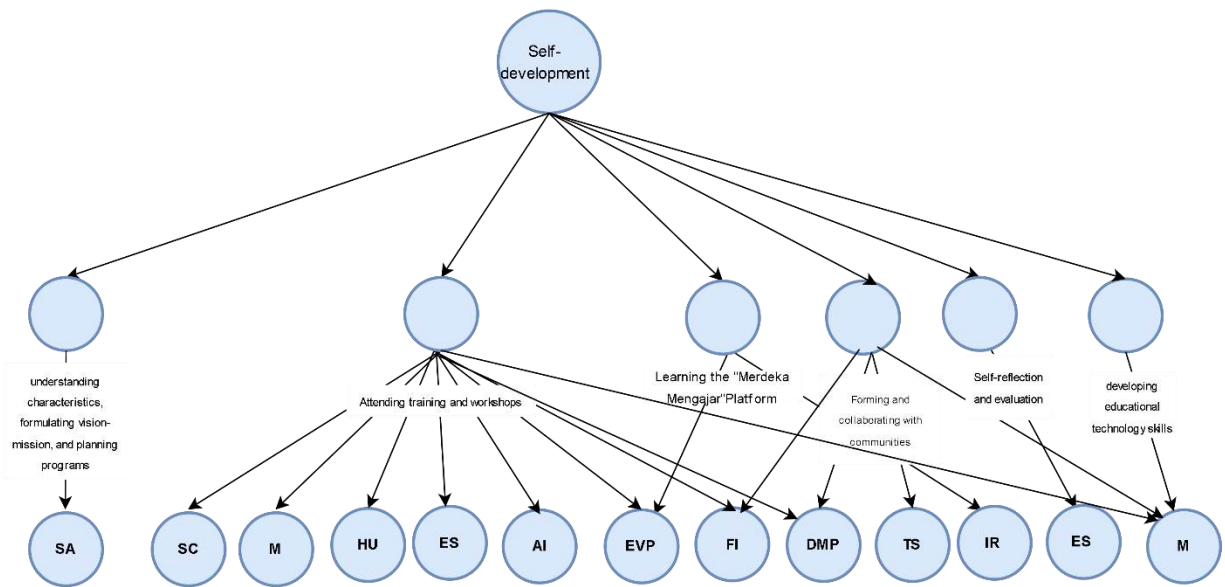 Self-
development
understanding
characteristics,
formulating vision-
mission, and planning
programs
Attending training and workshops
Learning the "Merdeka
Mengajar"Platform
Forming and
collaborating with
communities
Self-reflection
and evaluation
developing
educational
technology skills
SA
SC
M
HU
ES
AI
EVP
FI
DMP
TS
IR
ES
M